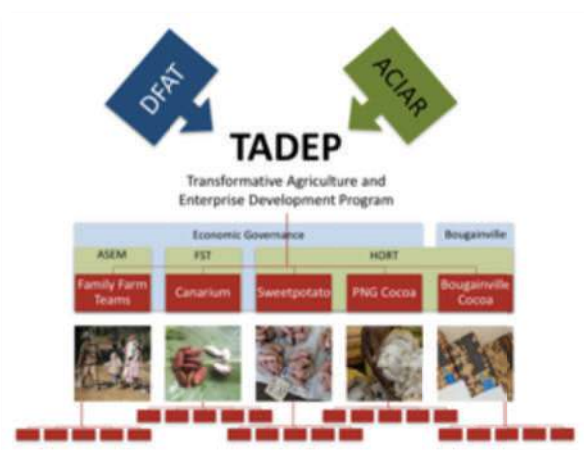 DFAT
ACIAR
TADEP
Transformative Agriculture and
Enterprise Development Program
Economic Governance
Bougainville
ASEM
FST
HORT
Family Farm
Teams
Canarium
Sweetpotato
PNG Cocoa
Bougainville
Cocoa